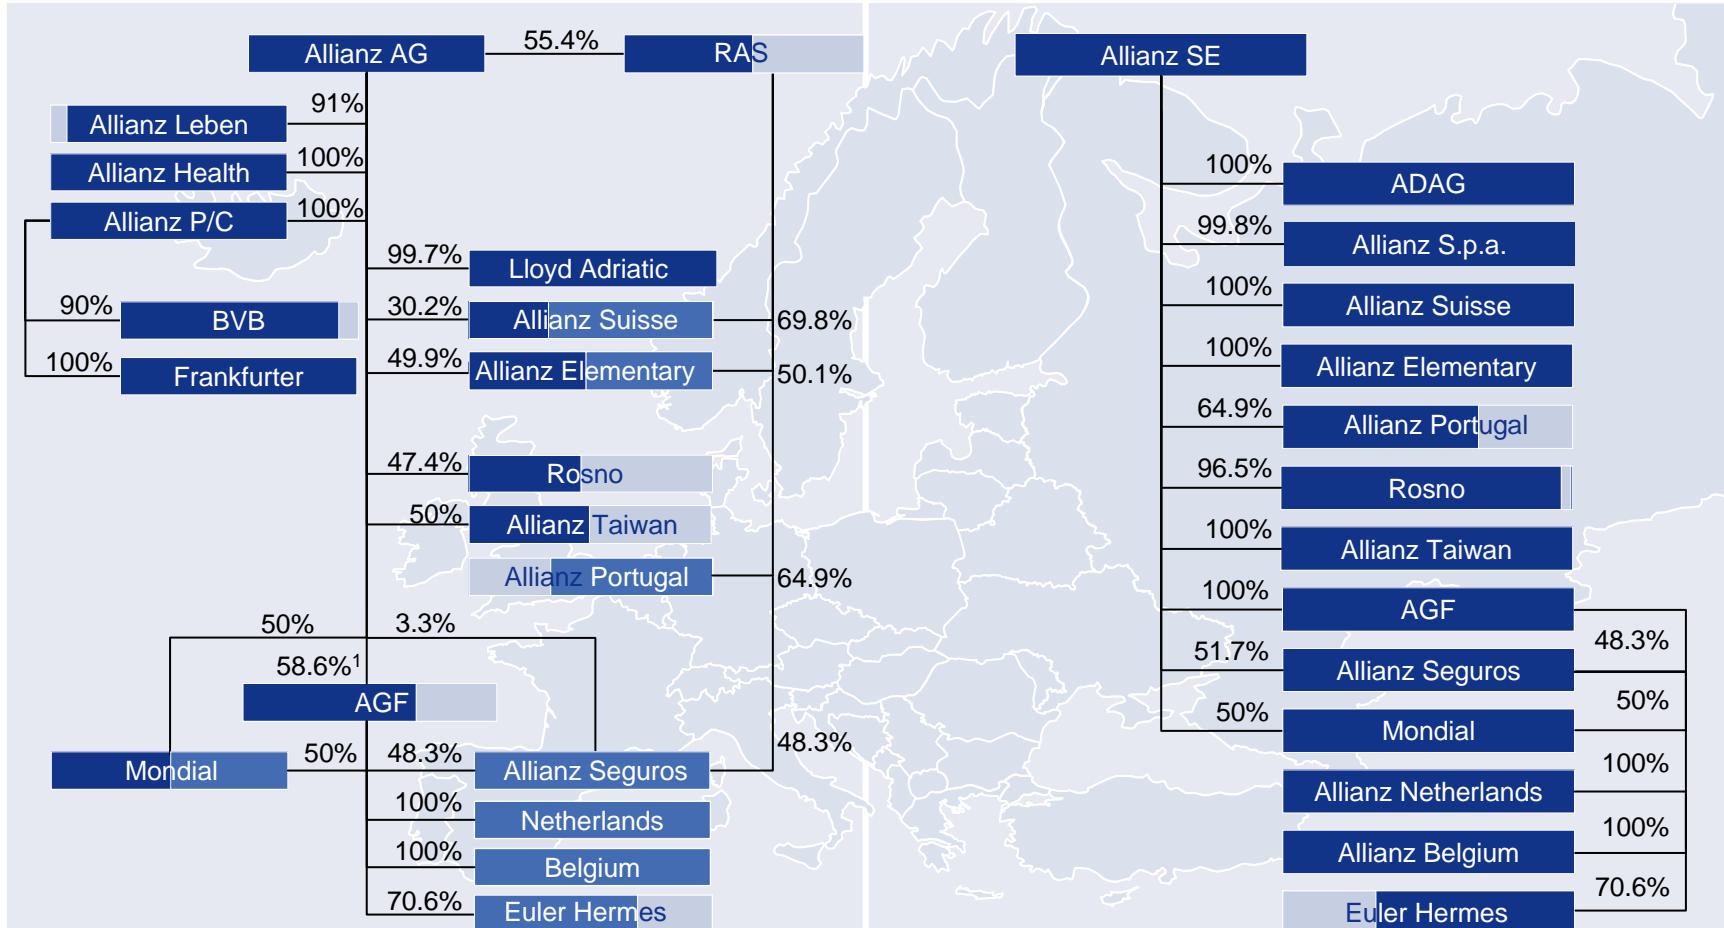 Allianz AG
55.4%
RAS
91%
Allianz Leben
100%
Allianz Health
100%
Allianz P/C
99.7%
Lloyd Adriatic
90%
BVB
30.2%
Allianz Suisse
69.8%
100%
Frankfurter
49.9%
Allianz Elementary
50.1%
47.4%
Rosno
50%
Allianz Taiwan
Allianz Portugal
64.9%
50%
3.3%
58.6%1
AGF
48.3%
Mondial
50%
48.3%
Allianz Seguros
100%
Netherlands
100%
Belgium
70.6%
Euler Hermes
Allianz SE
100%
ADAG
99.8%
Allianz S.p.a.
100%
Allianz Suisse
100%
Allianz Elementary
64.9%
Allianz Portugal
96.5%
Rosno
100%
Allianz Taiwan
100%
AGF
48.3%
51.7%
Allianz Seguros
50%
50%
Mondial
100%
Allianz Netherlands
100%
Allianz Belgium
70.6%
Euler Hermes